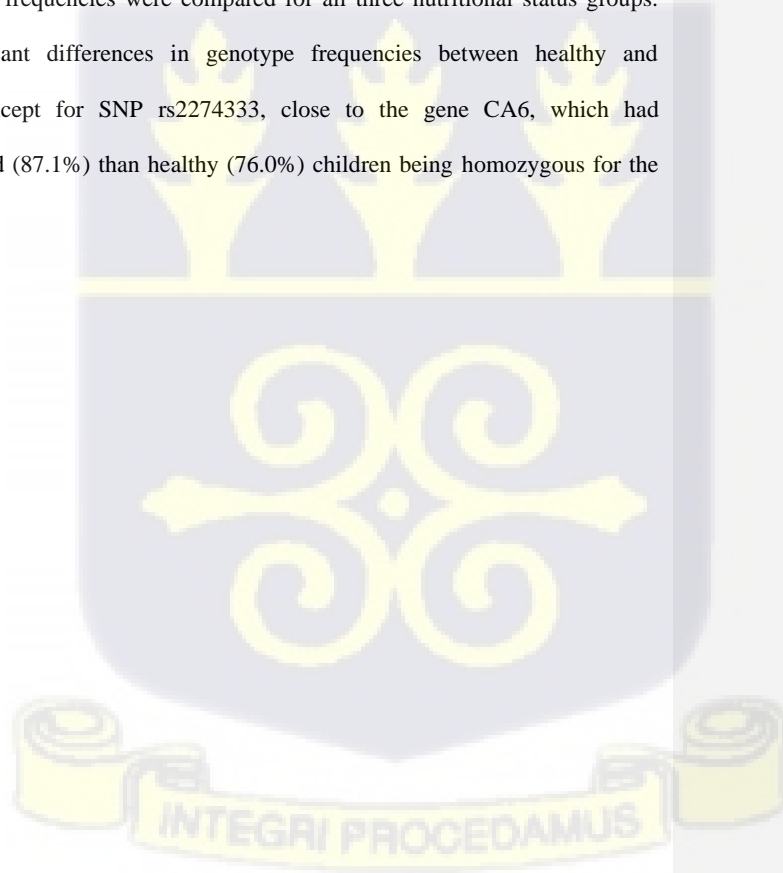 frequencies were compared for all three nutritional status groups.
ant differences in genotype frequencies between healthy and
cept for SNP rs2274333, close to the gene CA6, which had
d (87.1%) than healthy (76.0%) children being homozygous for the
INTEGRI PROCEDAMUS